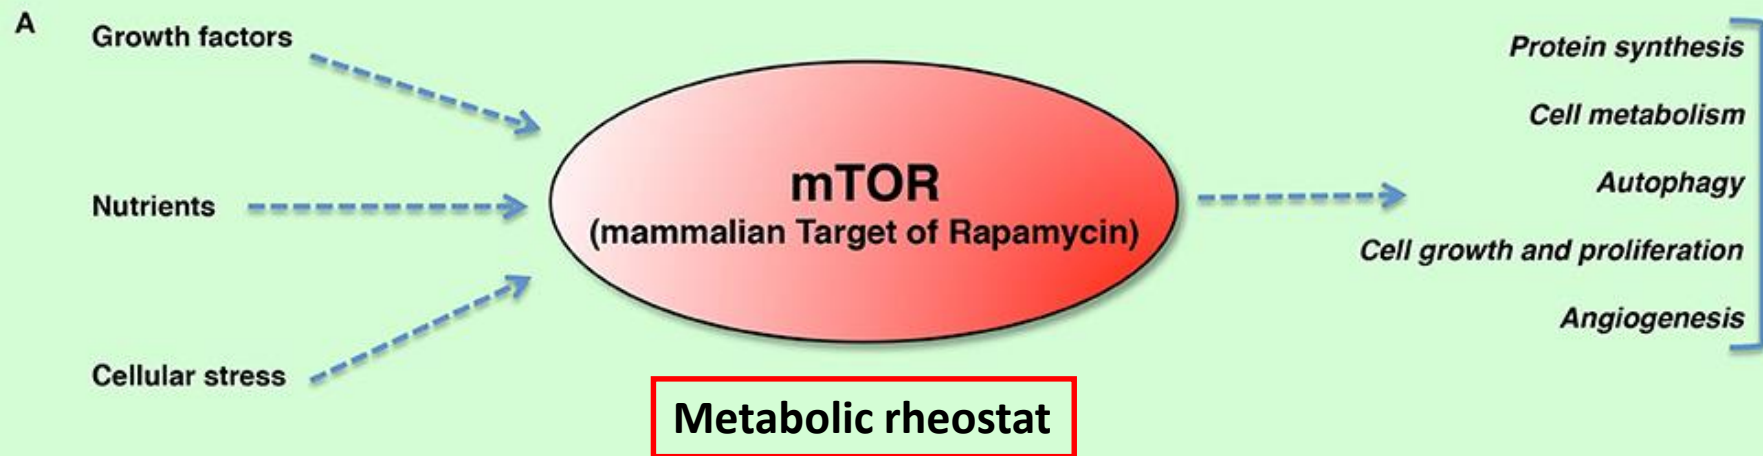 A
Growth factors
Nutrients
Cellular stress
mTOR
(mammalian Target of Rapamycin)
Metabolic rheostat
Protein synthesis
Cell metabolism
Autophagy
Cell growth and proliferation
Angiogenesis